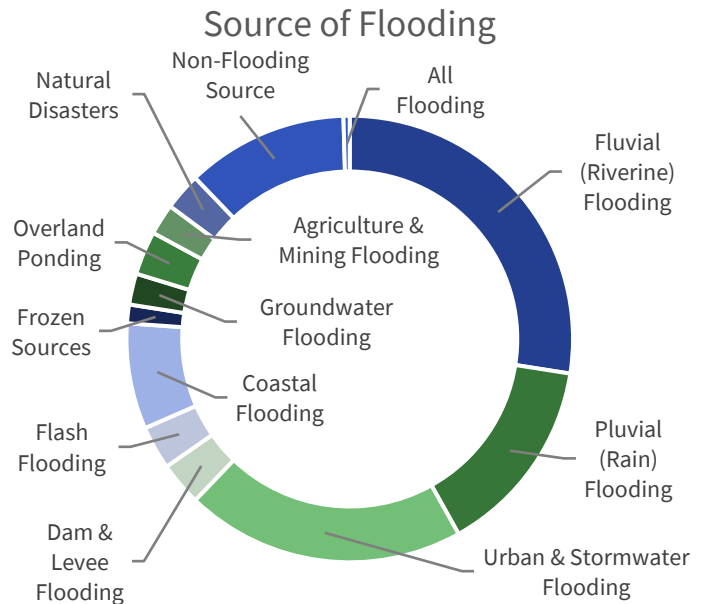 Source of Flooding
Non-Flooding
Source
All
Flooding
Natural
Disasters
Fluvial
(Riverine)
Flooding
Overland
Ponding
Agriculture &
Mining Flooding
Groundwater
Flooding
Frozen
Sources
Coastal
Flooding
Flash
Flooding
Pluvial
(Rain)
Flooding
Dam &
Levee
Flooding
Urban & Stormwater
Flooding